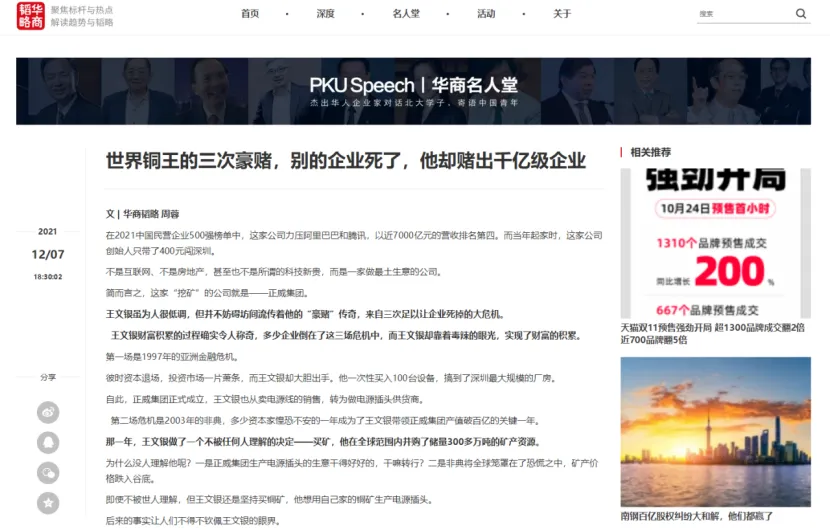 华商韬略
聚焦标杆与热点
解读趋势与韬略
首页 • 深度 • 名人堂 • 活动 • 关于
搜索
PKU Speech | 华商名人堂
杰出华人企业家对话北大学子、寄语中国青年
世界铜王的三次豪赌，别的企业死了，他却赌出千亿级企业
2021
12/07
18:30:02
分享
文 | 华商韬略 周蓉
在2021中国民营企业500强榜单中，这家公司力压阿里巴巴和腾讯，以近7000亿元的营收排名第四。而当年起家时，这家公司
创始人只带了400元闯深圳。
不是互联网、不是房地产，甚至也不是所谓的科技新贵，而是一家做最土生意的公司。
简而言之，这家“挖矿”的公司就是——正威集团。
王文银虽为人很低调，但并不妨碍坊间流传着他的“豪赌”传奇，来自三次足以让企业死掉的大危机。
王文银财富积累的过程确实令人称奇，多少企业倒在了这三场危机中，而王文银却靠着毒辣的眼光，实现了财富的积累。
第一场是1997年的亚洲金融危机。
彼时资本退场，投资市场一片萧条，而王文银却大胆出手。他一次性买入100台设备，搞到了深圳最大规模的厂房。
自此，正威集团正式成立，王文银也从卖电源线的销售，转为做电源插头供货商。
第二场危机是2003年的非典，多少资本家惶恐不安的一年成为了王文银带领正威集团产值破百亿的关键一年。
那一年，王文银做了一个不被任何人理解的决定——买矿，他在全球范围内并购了储量300多万吨的矿产资源。
为什么没人理解他呢？一是正威集团生产电源插头的生意干得好好的，干嘛转行？二是非典将全球笼罩在了恐慌之中，矿产价
格跌入谷底。
即使不被世人理解，但王文银还是坚持买铜矿，他想用自己家的铜矿生产电源插头。
后来的事实让人们不得不钦佩王文银的眼界。
相关推荐
强劲开局
10月24日 预售首小时
1310个品牌预售成交
同比增长 200 %
667个品牌预售成交
天猫双11预售强劲开局 超1300品牌成交翻2倍
近700品牌翻5倍
南钢百亿股权纠纷大和解，他们都赢了